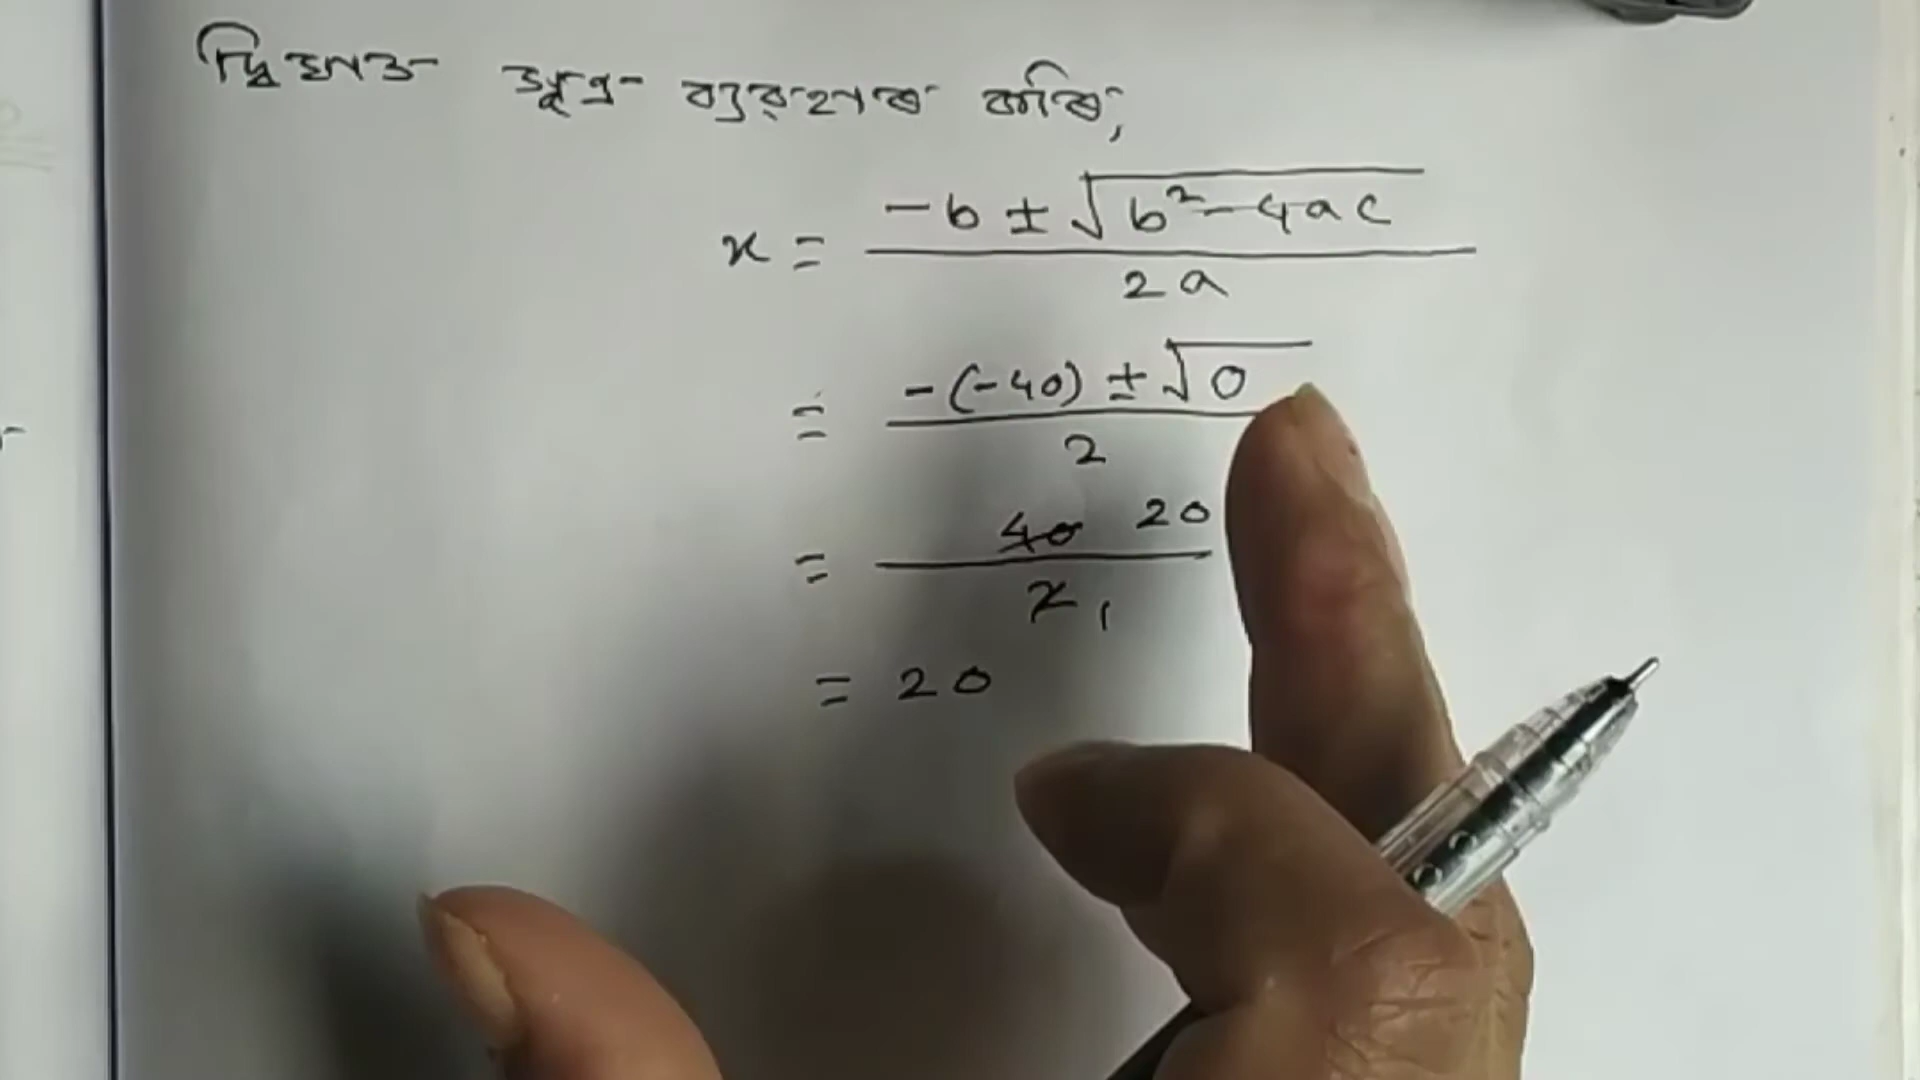 দ্বিঘাত সূত্র ব্যৱহাৰ কৰি,
x = (-b ± √(b² - 4ac)) / 2a
= (-(-40) ± √0) / 2
= 40 20 / 2 1
= 20